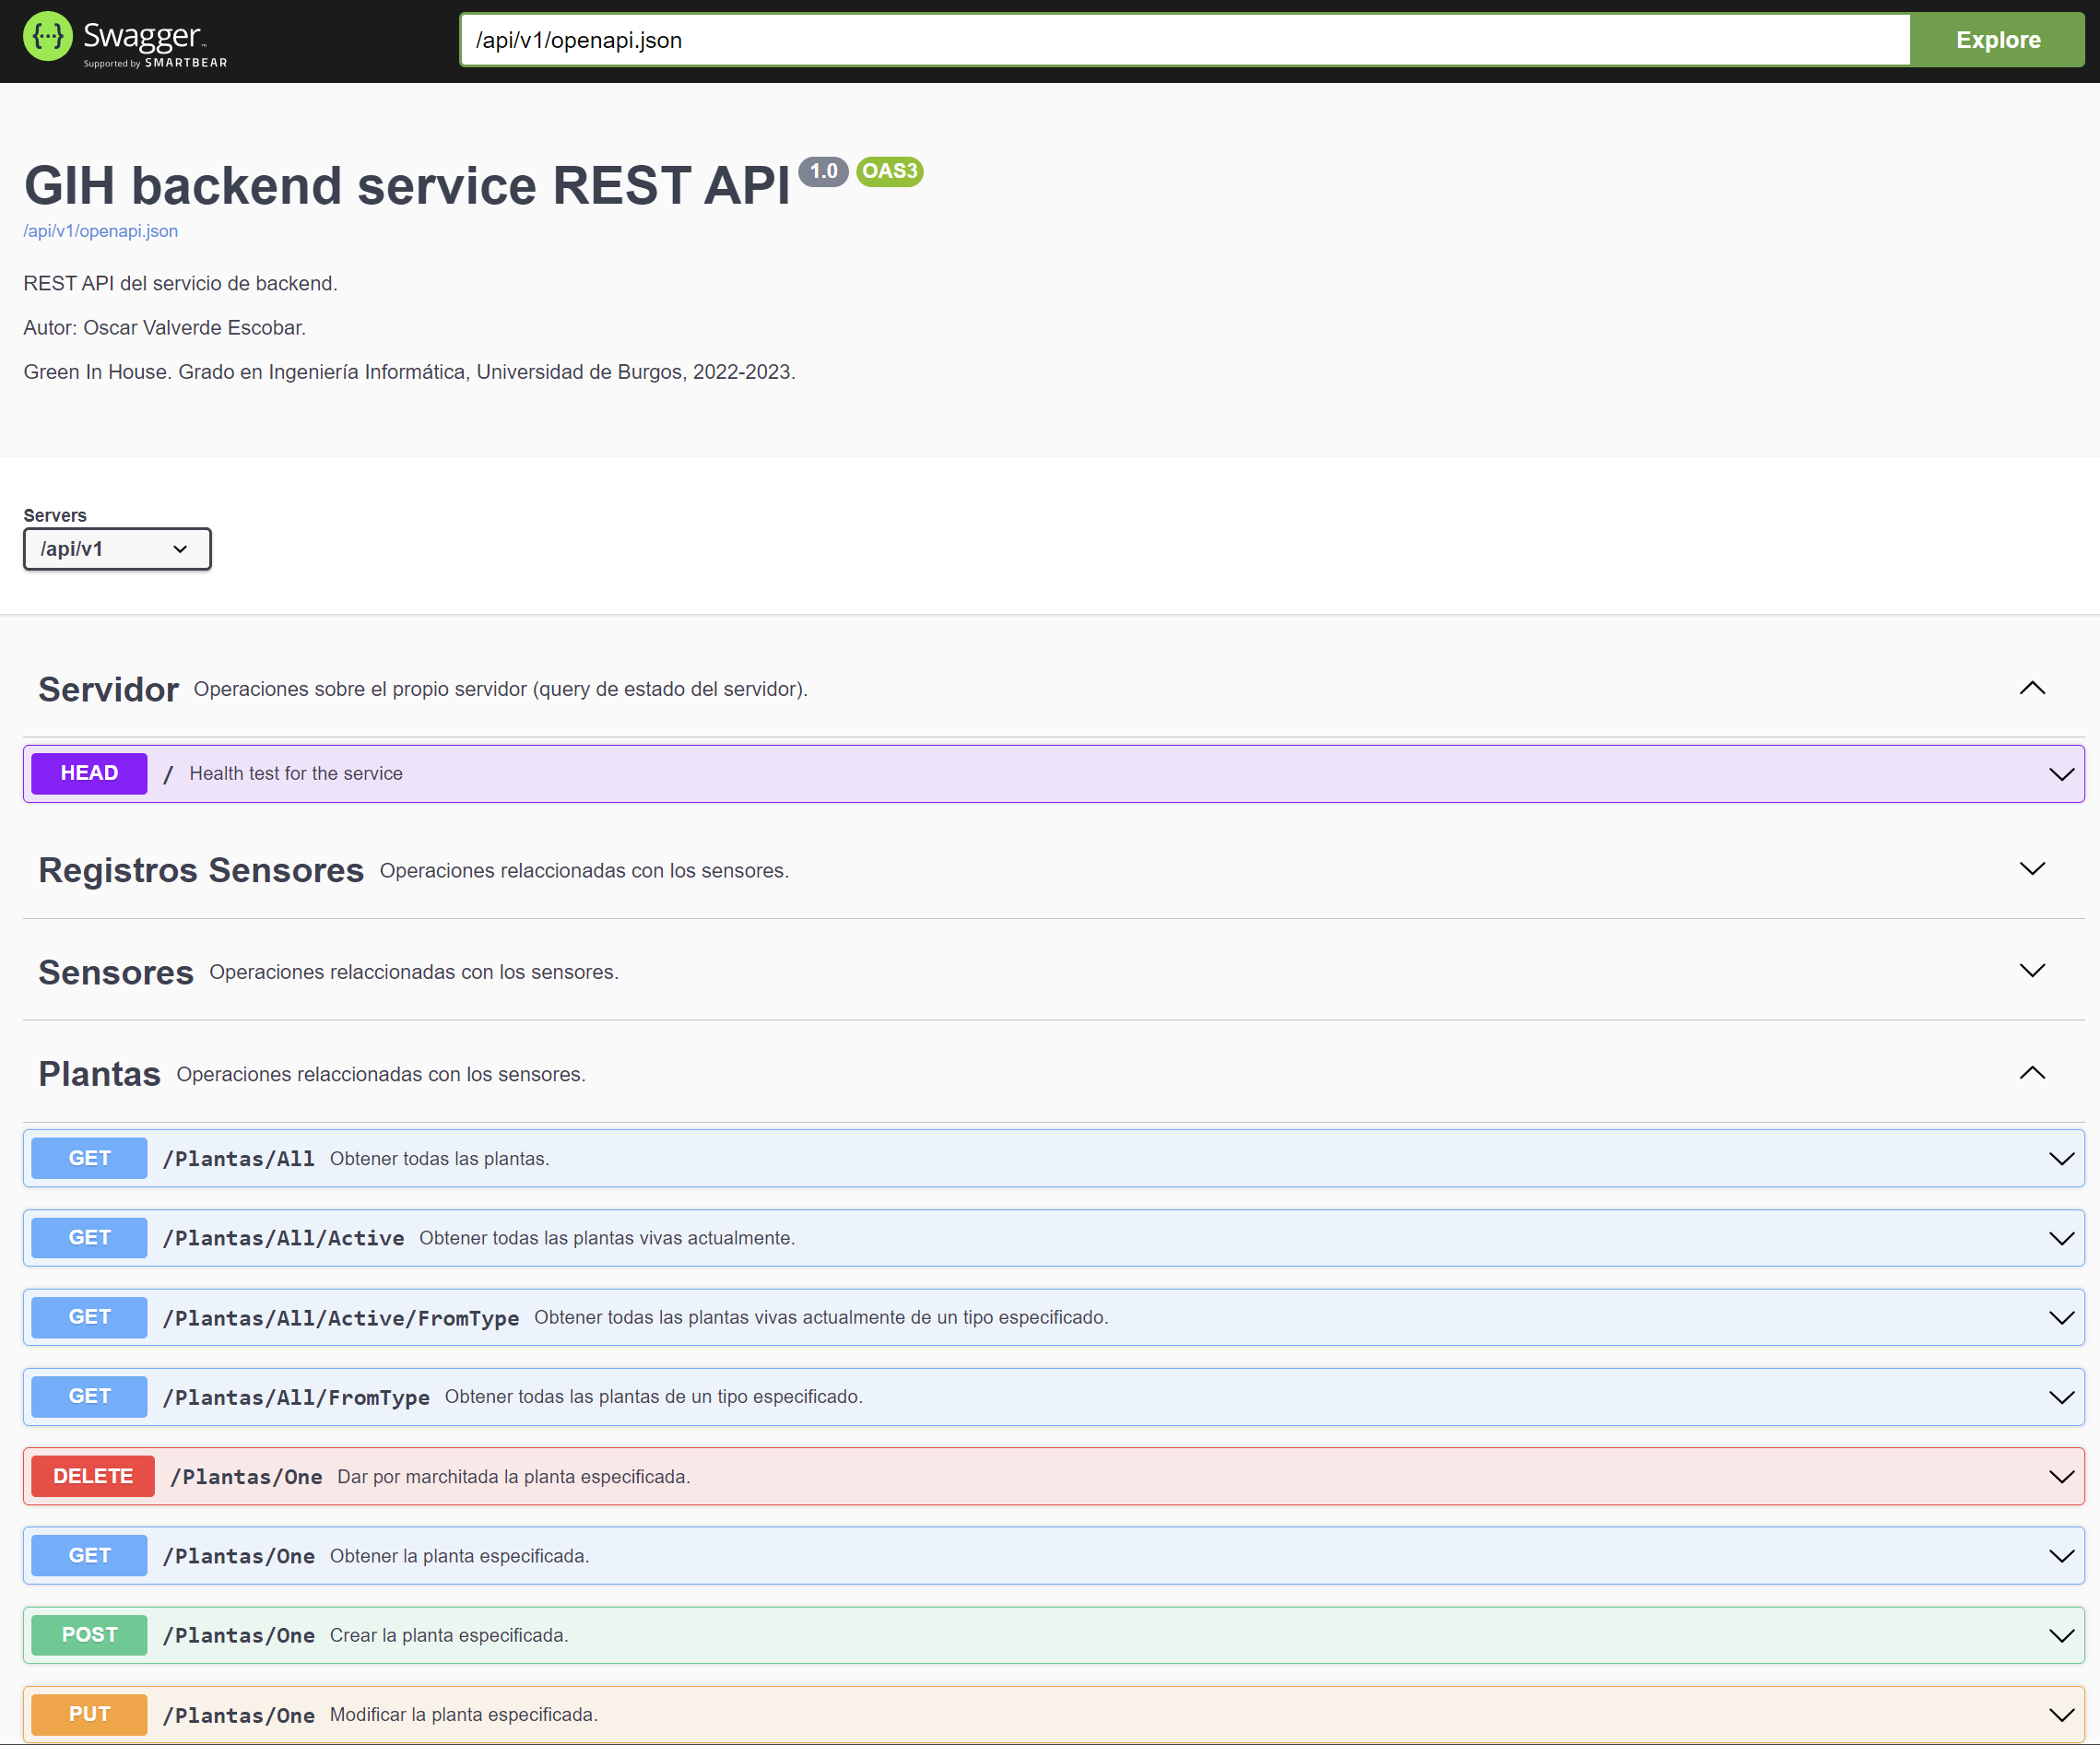 Swagger™
Supported by SMARTBEAR
/api/v1/openapi.json
Explore
GIH backend service REST API 1.0 OAS3
/api/v1/openapi.json
REST API del servicio de backend.
Autor: Oscar Valverde Escobar.
Green In House. Grado en Ingeniería Informática, Universidad de Burgos, 2022-2023.
Servers
/api/v1
Servidor Operaciones sobre el propio servidor (query de estado del servidor).
HEAD / Health test for the service
Registros Sensores Operaciones relaccionadas con los sensores.
Sensores Operaciones relaccionadas con los sensores.
Plantas Operaciones relaccionadas con los sensores.
GET /Plantas/All Obtener todas las plantas.
GET /Plantas/All/Active Obtener todas las plantas vivas actualmente.
GET /Plantas/All/Active/FromType Obtener todas las plantas vivas actualmente de un tipo especificado.
GET /Plantas/All/FromType Obtener todas las plantas de un tipo especificado.
DELETE /Plantas/One Dar por marchitada la planta especificada.
GET /Plantas/One Obtener la planta especificada.
POST /Plantas/One Crear la planta especificada.
PUT /Plantas/One Modificar la planta especificada.